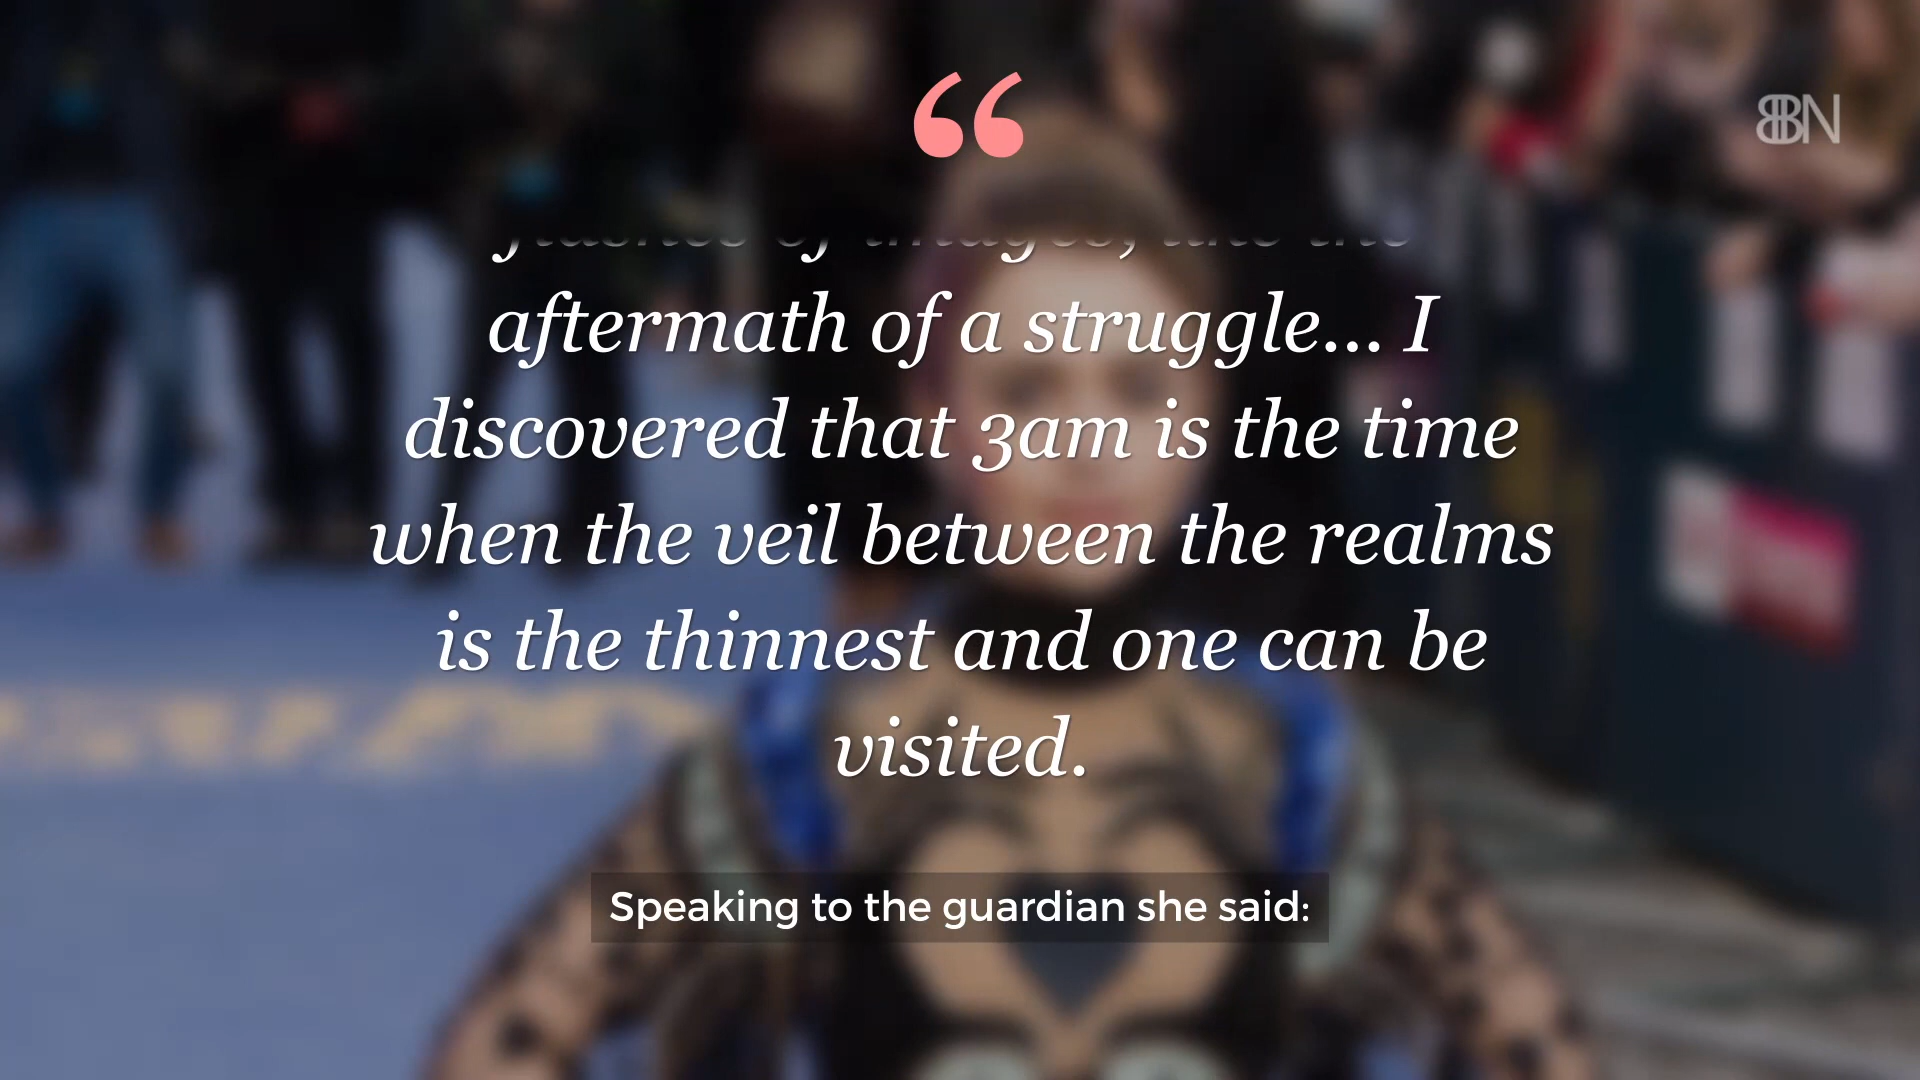 BBN
aftermath of a struggle... I
discovered that 3am is the time
when the veil between the realms
is the thinnest and one can be
visited.
Speaking to the guardian she said: